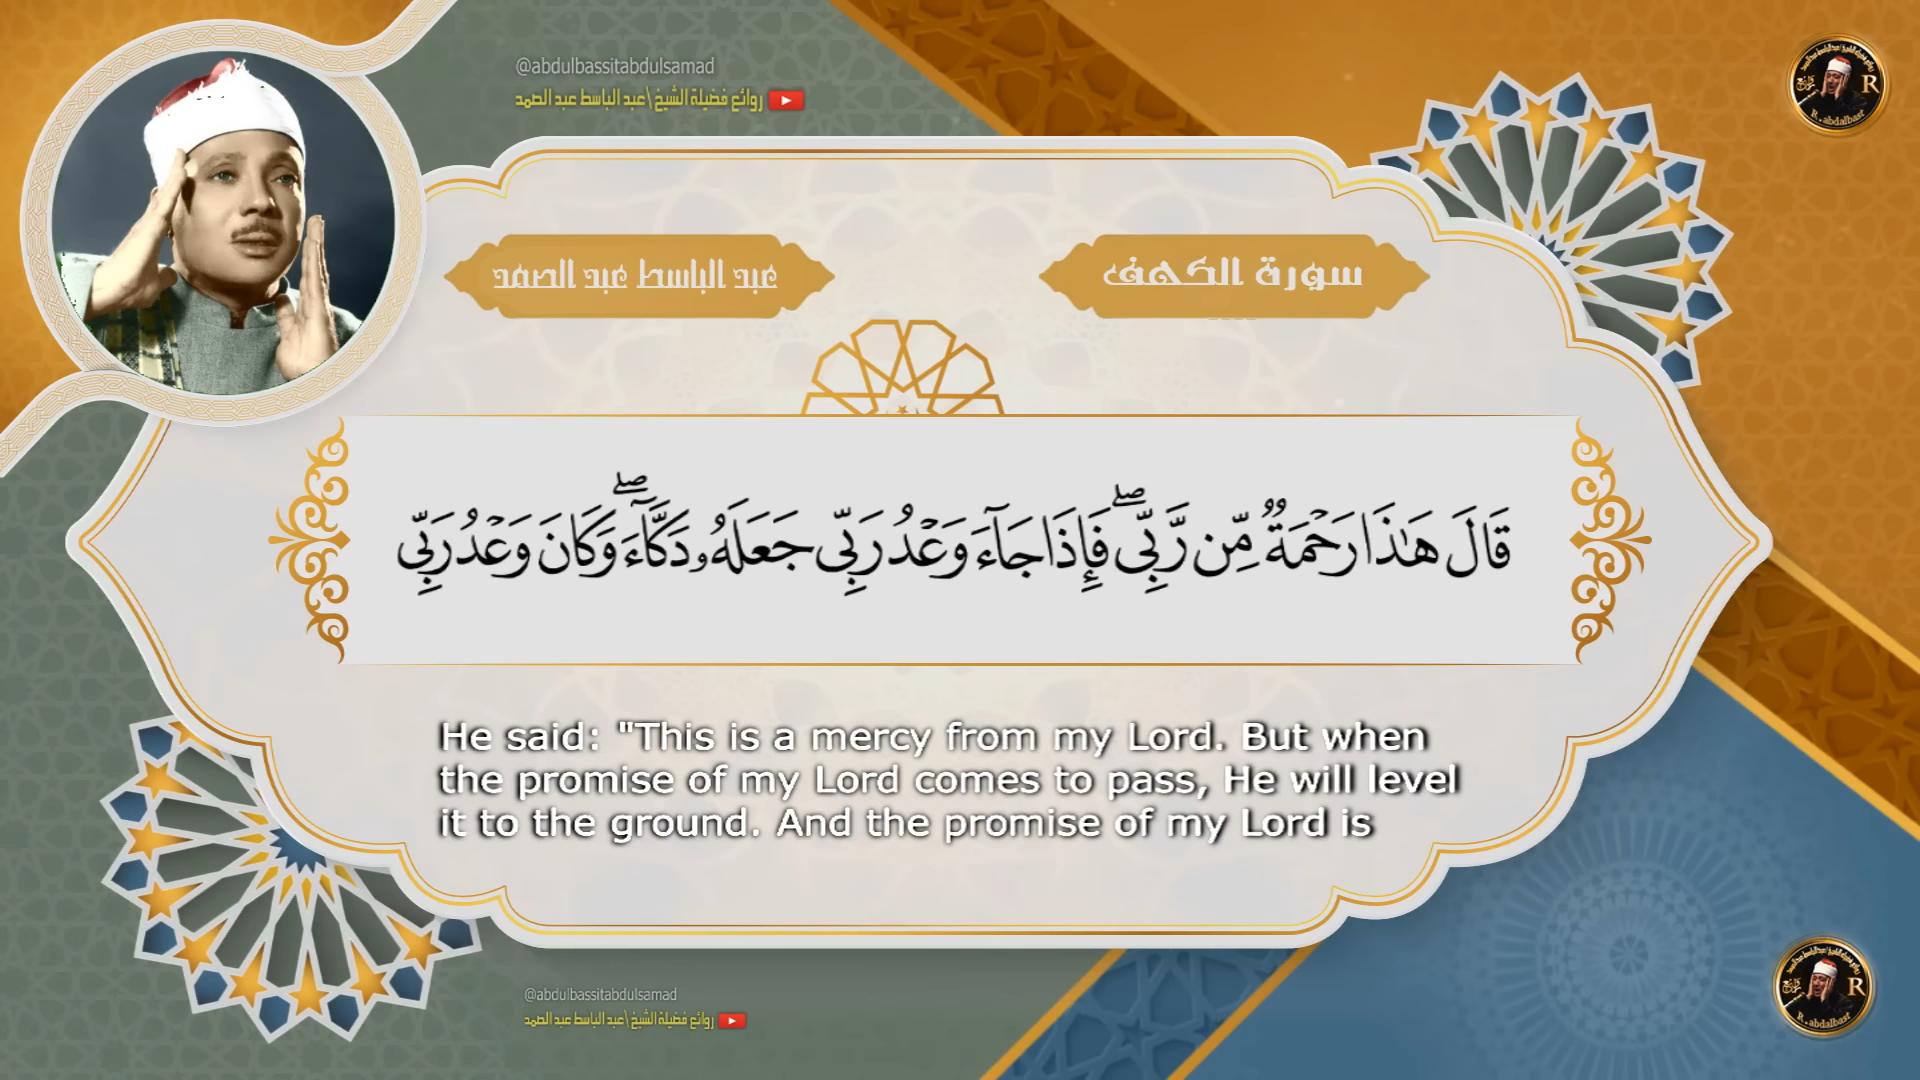 @abdulbassitabdulsamad
روائع فضيلة الشيخ \ عبد الباسط عبد الصمد
R
R.abdalbast
سورة الكهف
عبد الباسط عبد الصمد
قَالَ هَٰذَا رَحْمَةٌ مِّن رَّبِّي ۖ فَإِذَا جَاءَ وَعْدُ رَبِّي جَعَلَهُۥ دَكَّاءَ ۖ وَكَانَ وَعْدُ رَبِّي
He said: "This is a mercy from my Lord. But when
the promise of my Lord comes to pass, He will level
it to the ground. And the promise of my Lord is
@abdulbassitabdulsamad
روائع فضيلة الشيخ \ عبد الباسط عبد الصمد
R
R.abdalbast